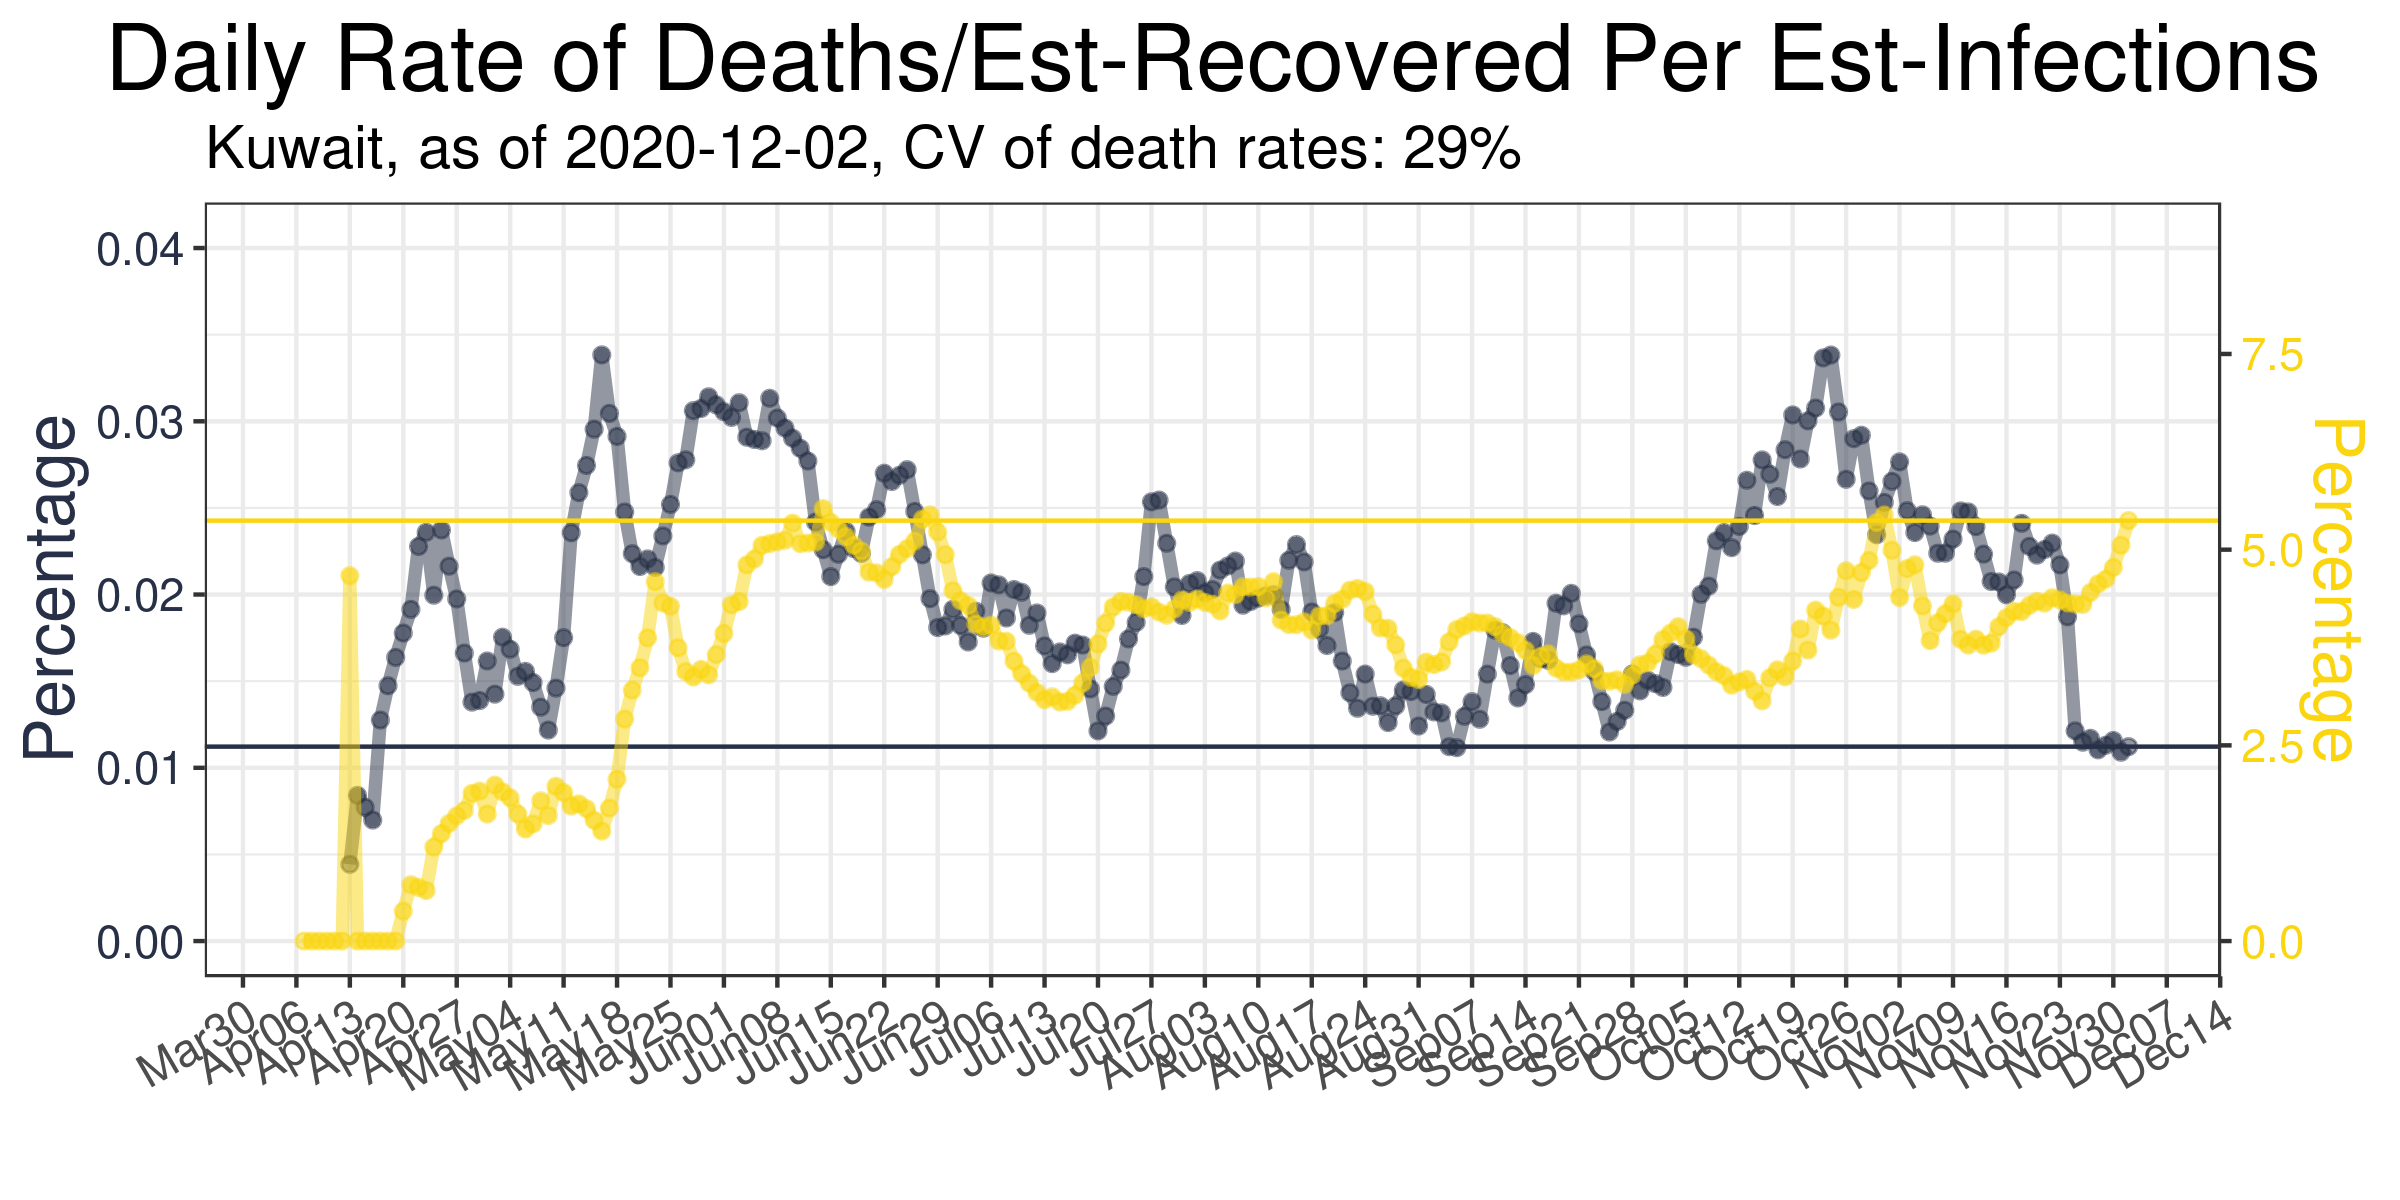 Daily Rate of Deaths/Est-Recovered Per Est-Infections
Kuwait, as of 2020-12-02, CV of death rates: 29%
Percentage
0.04
0.03
0.02
0.01
0.00
7.5
5.0
2.5
0.0
Percentage
Mar30
Apr06
Apr13
Apr20
Apr27
May04
May11
May18
May25
Jun01
Jun08
Jun15
Jun22
Jun29
Jul06
Jul13
Jul20
Jul27
Aug03
Aug10
Aug17
Aug24
Aug31
Sep07
Sep14
Sep21
Sep28
Oct05
Oct12
Oct19
Oct26
Nov02
Nov09
Nov16
Nov23
Nov30
Dec07
Dec14